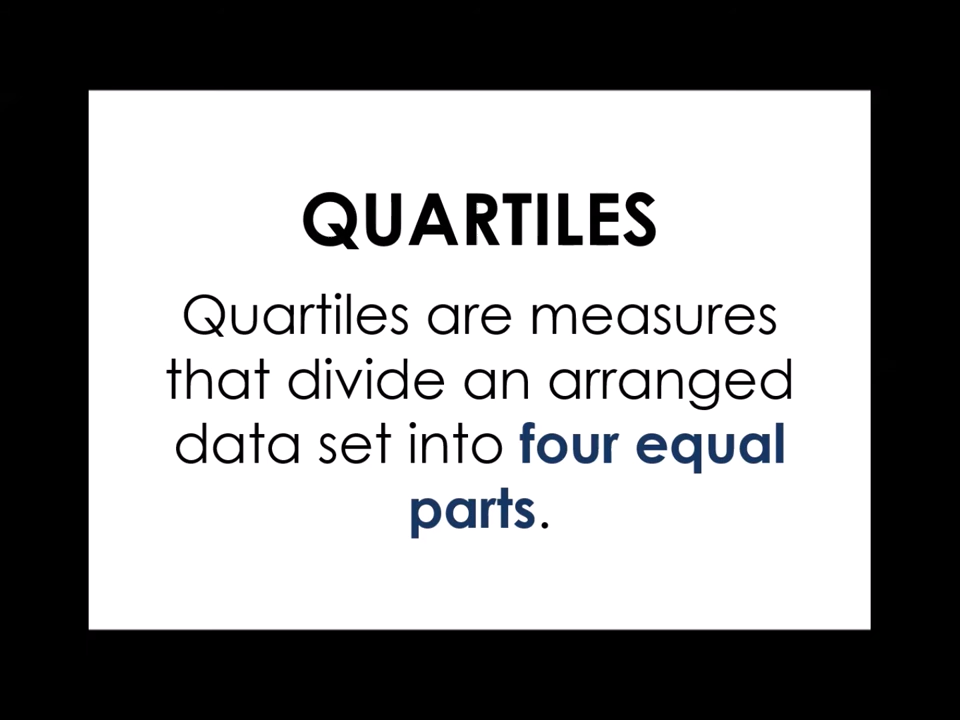 QUARTILES
Quartiles are measures
that divide an arranged
data set into four equal
parts.